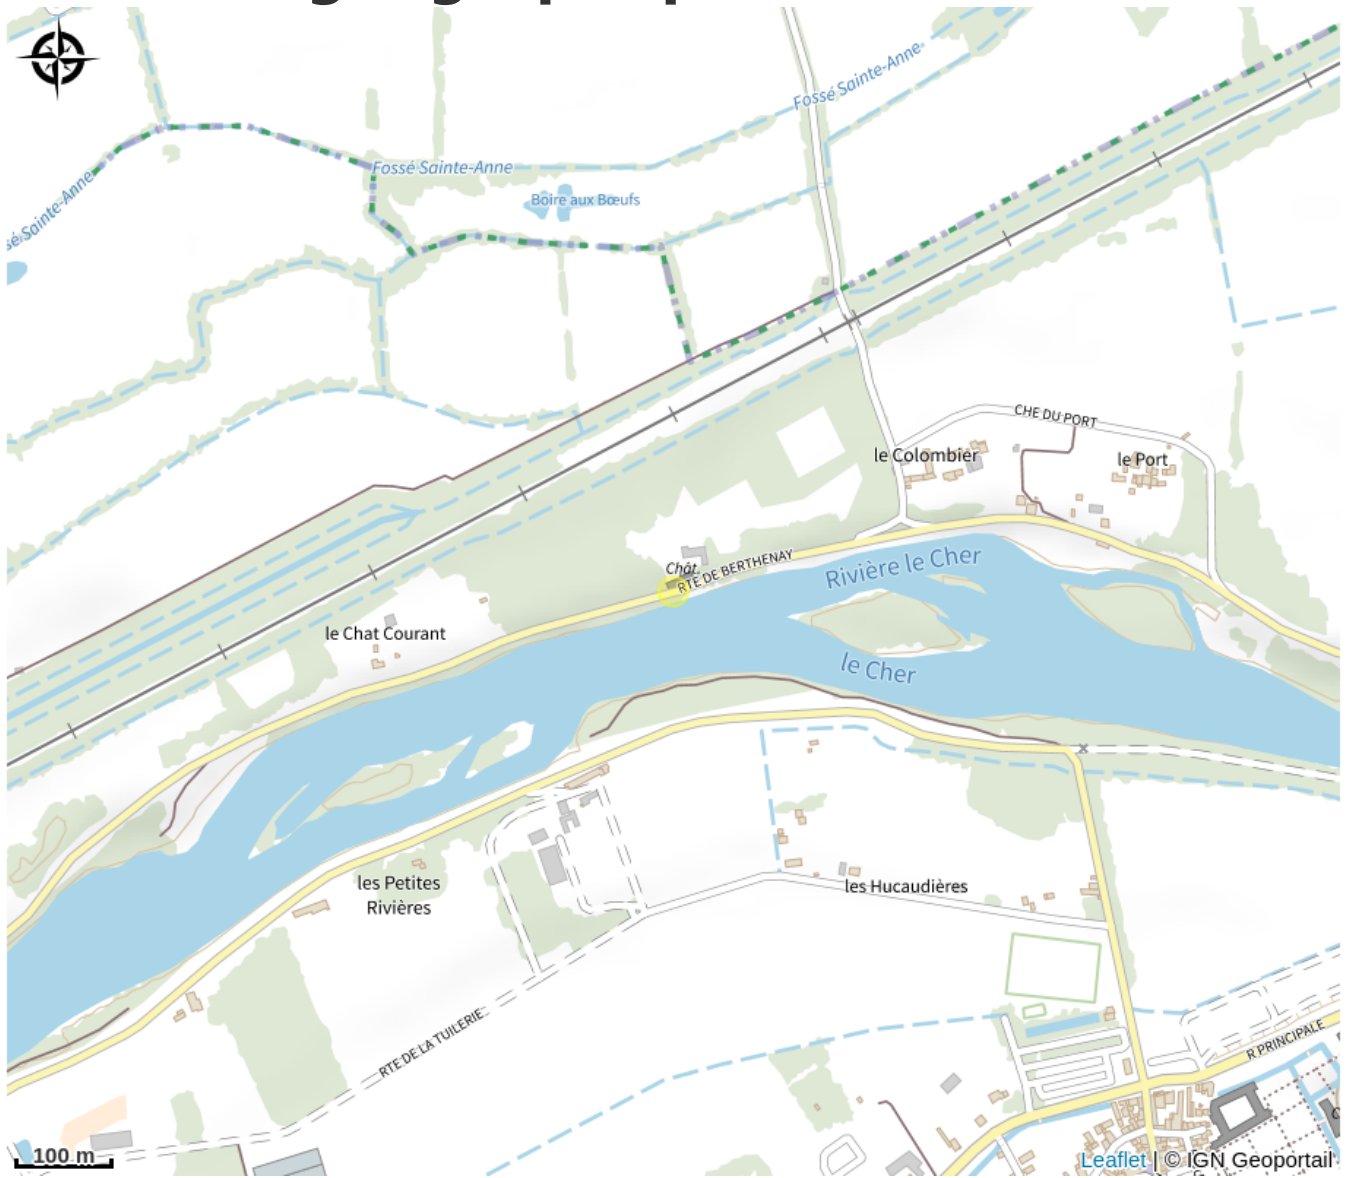 Fossé Sainte-Anne
Fossé Sainte-Anne
sé Sainte-Anne
Boire aux Bœufs
CHE DU PORT
le Colombier
le Port
Chât.
RTE DE BERTHENAY
Rivière le Cher
le Chat Courant
le Cher
les Petites
Rivières
les Hucaudières
RTE DE LA TUILERIE
R PRINCIPALE
100 m
Leaflet | © IGN Geoportail